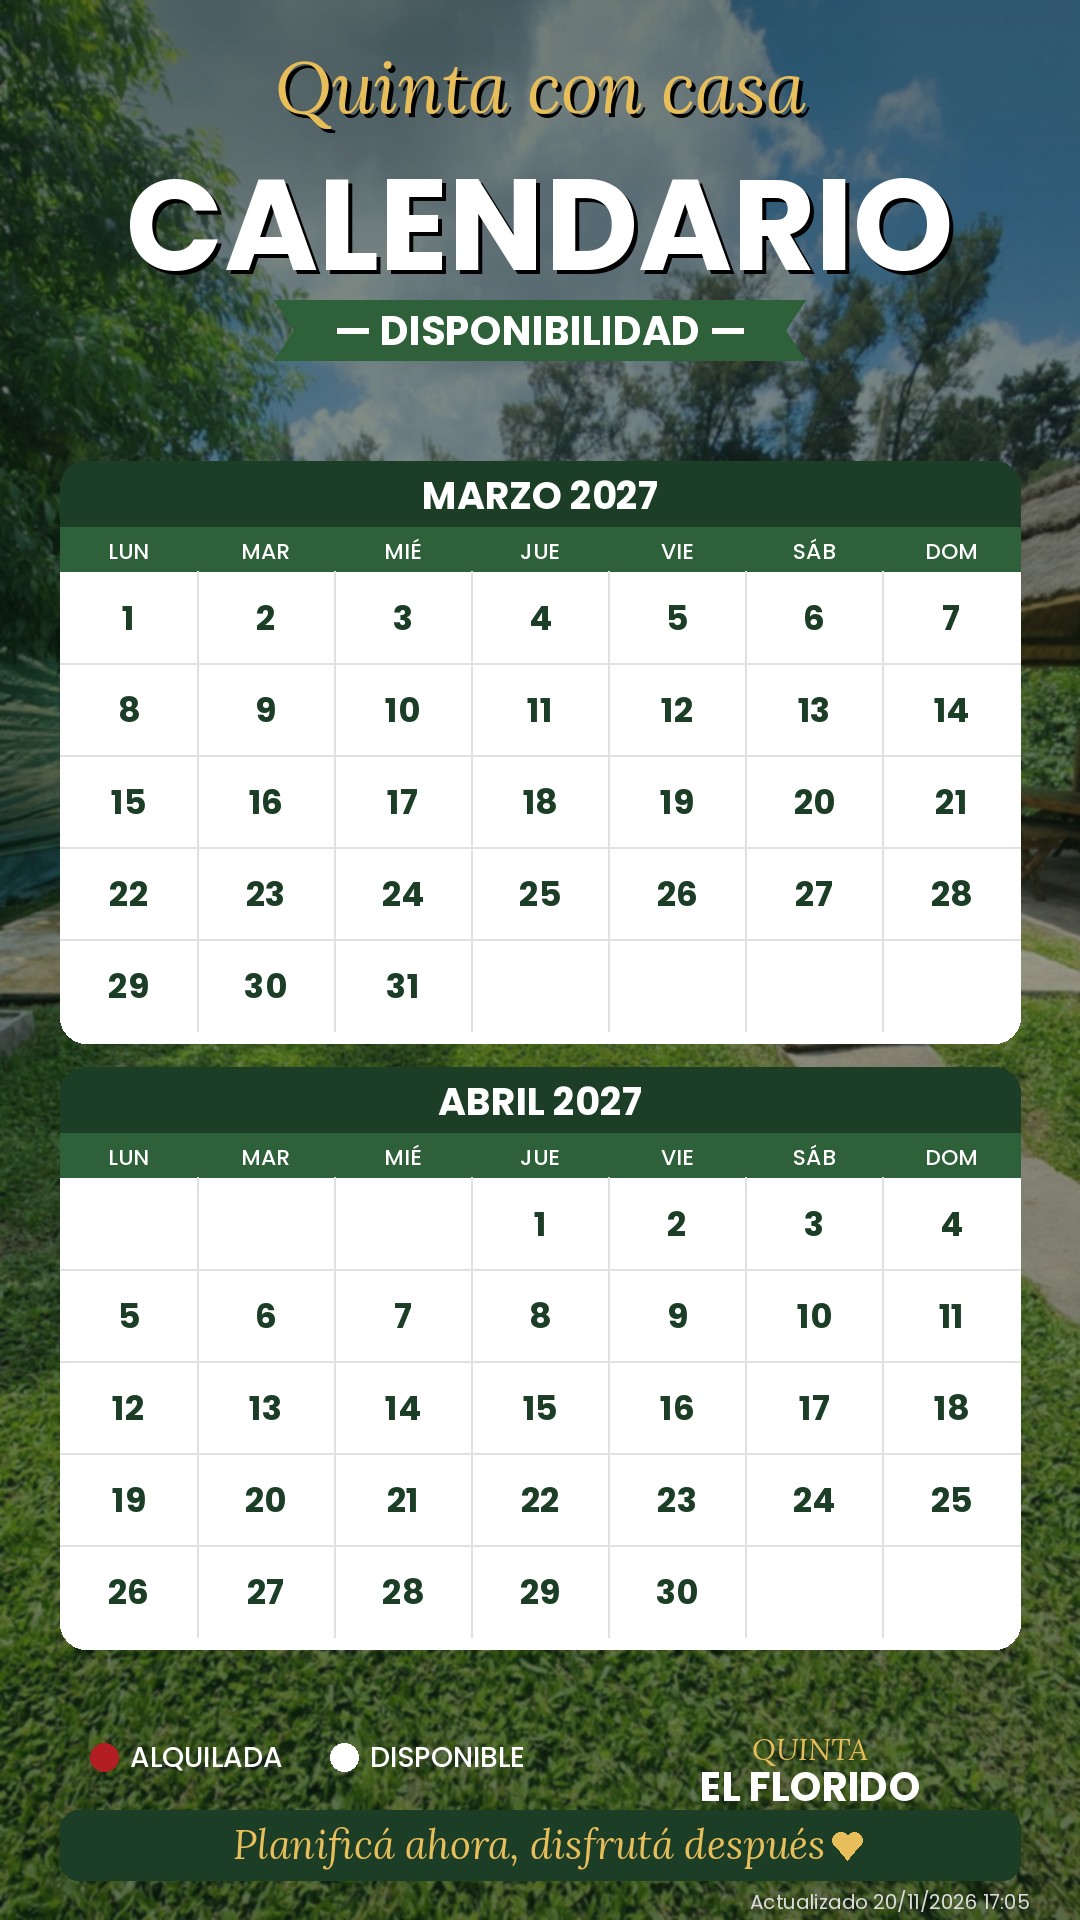 Quinta con casa
CALENDARIO
— DISPONIBILIDAD —
MARZO 2027
LUN MAR MIÉ JUE VIE SÁB DOM
1 2 3 4 5 6 7
8 9 10 11 12 13 14
15 16 17 18 19 20 21
22 23 24 25 26 27 28
29 30 31
ABRIL 2027
LUN MAR MIÉ JUE VIE SÁB DOM
1 2 3 4
5 6 7 8 9 10 11
12 13 14 15 16 17 18
19 20 21 22 23 24 25
26 27 28 29 30
ALQUILADA DISPONIBLE
QUINTA
EL FLORIDO
Planificá ahora, disfrutá después
Actualizado 20/11/2026 17:05